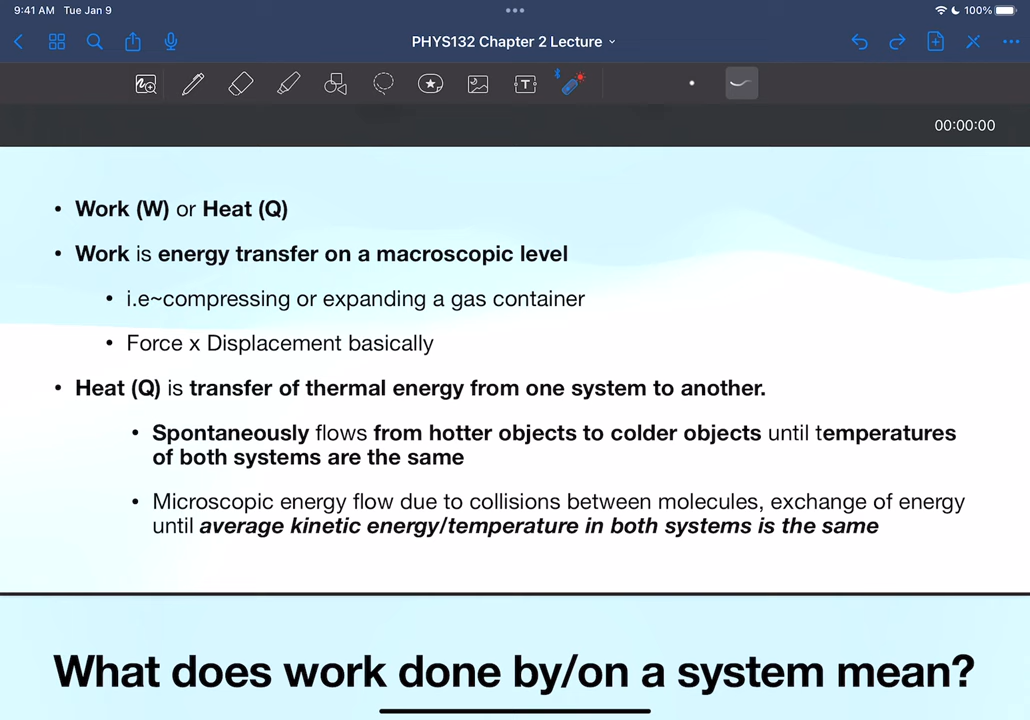 9:41 AM Tue Jan 9
100%
PHYS132 Chapter 2 Lecture
T
00:00:00
• Work (W) or Heat (Q)
• Work is energy transfer on a macroscopic level
• i.e~compressing or expanding a gas container
• Force x Displacement basically
• Heat (Q) is transfer of thermal energy from one system to another.
• Spontaneously flows from hotter objects to colder objects until temperatures
of both systems are the same
• Microscopic energy flow due to collisions between molecules, exchange of energy
until average kinetic energy/temperature in both systems is the same
What does work done by/on a system mean?